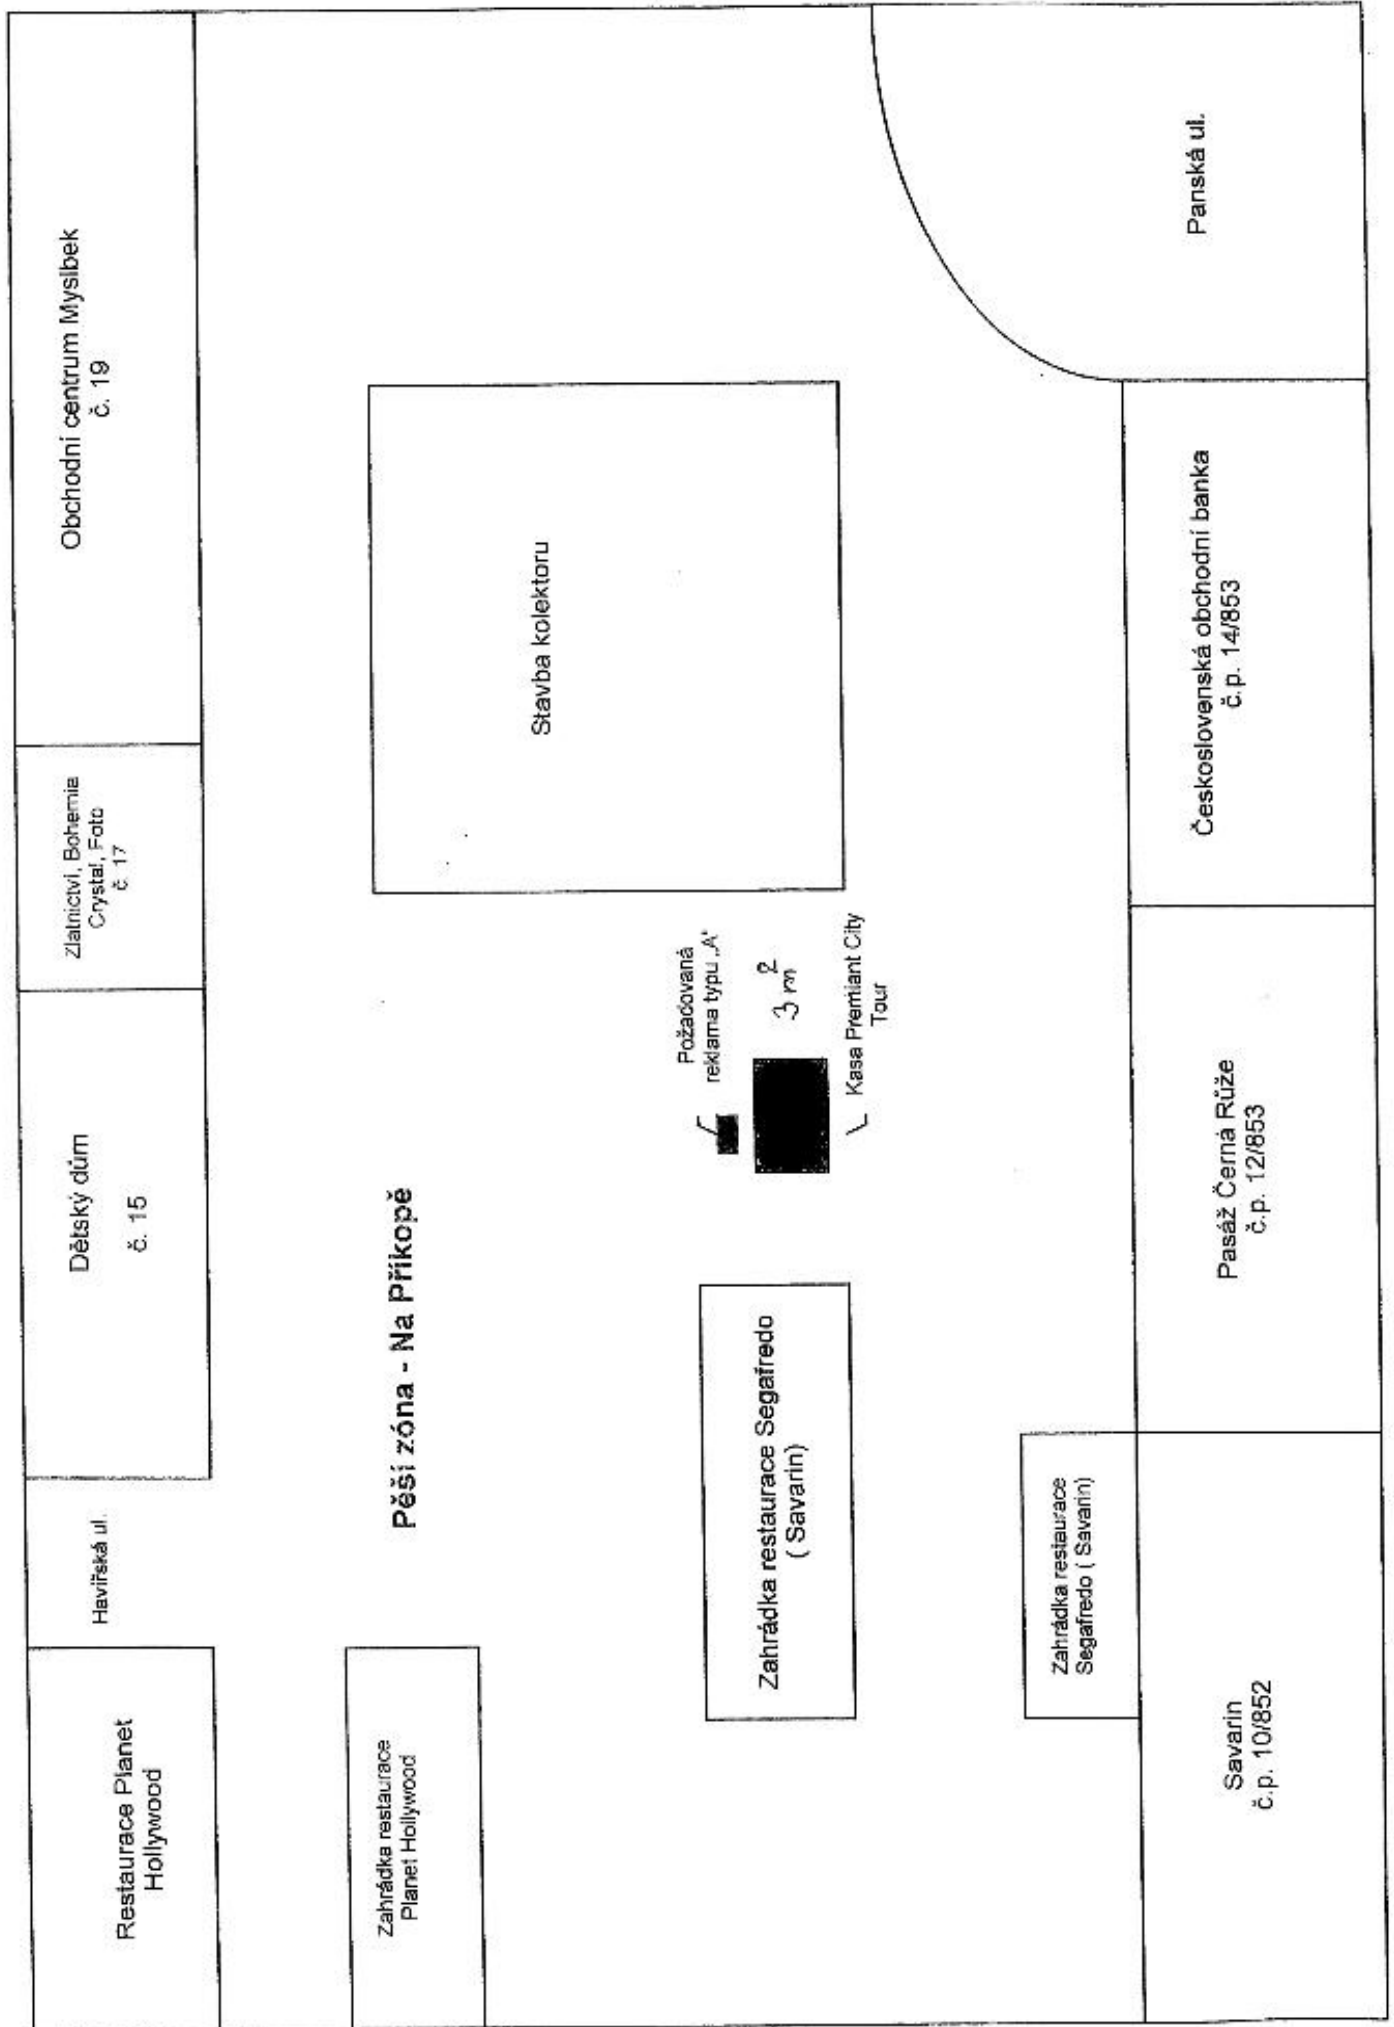 Restaurace Planet
Hollywood
Havířská ul.
Dětský dům
č. 15
Zlatnictví, Bohemia
Crystal, Foto
č. 17
Obchodní centrum Myslbek
č. 19
Zahrádka restaurace
Planet Hollywood
Pěší zóna - Na Příkopě
Stavba kolektoru
Zahrádka restaurace Segafredo
( Savarin)
Požadovaná
reklama typu „A“
3 m²
Kasa Premiant City
Tour
Zahrádka restaurace
Segafredo ( Savarin)
Savarin
č.p. 10/852
Pasáž Černá Růže
č.p. 12/853
Československá obchodní banka
č.p. 14/853
Panská ul.